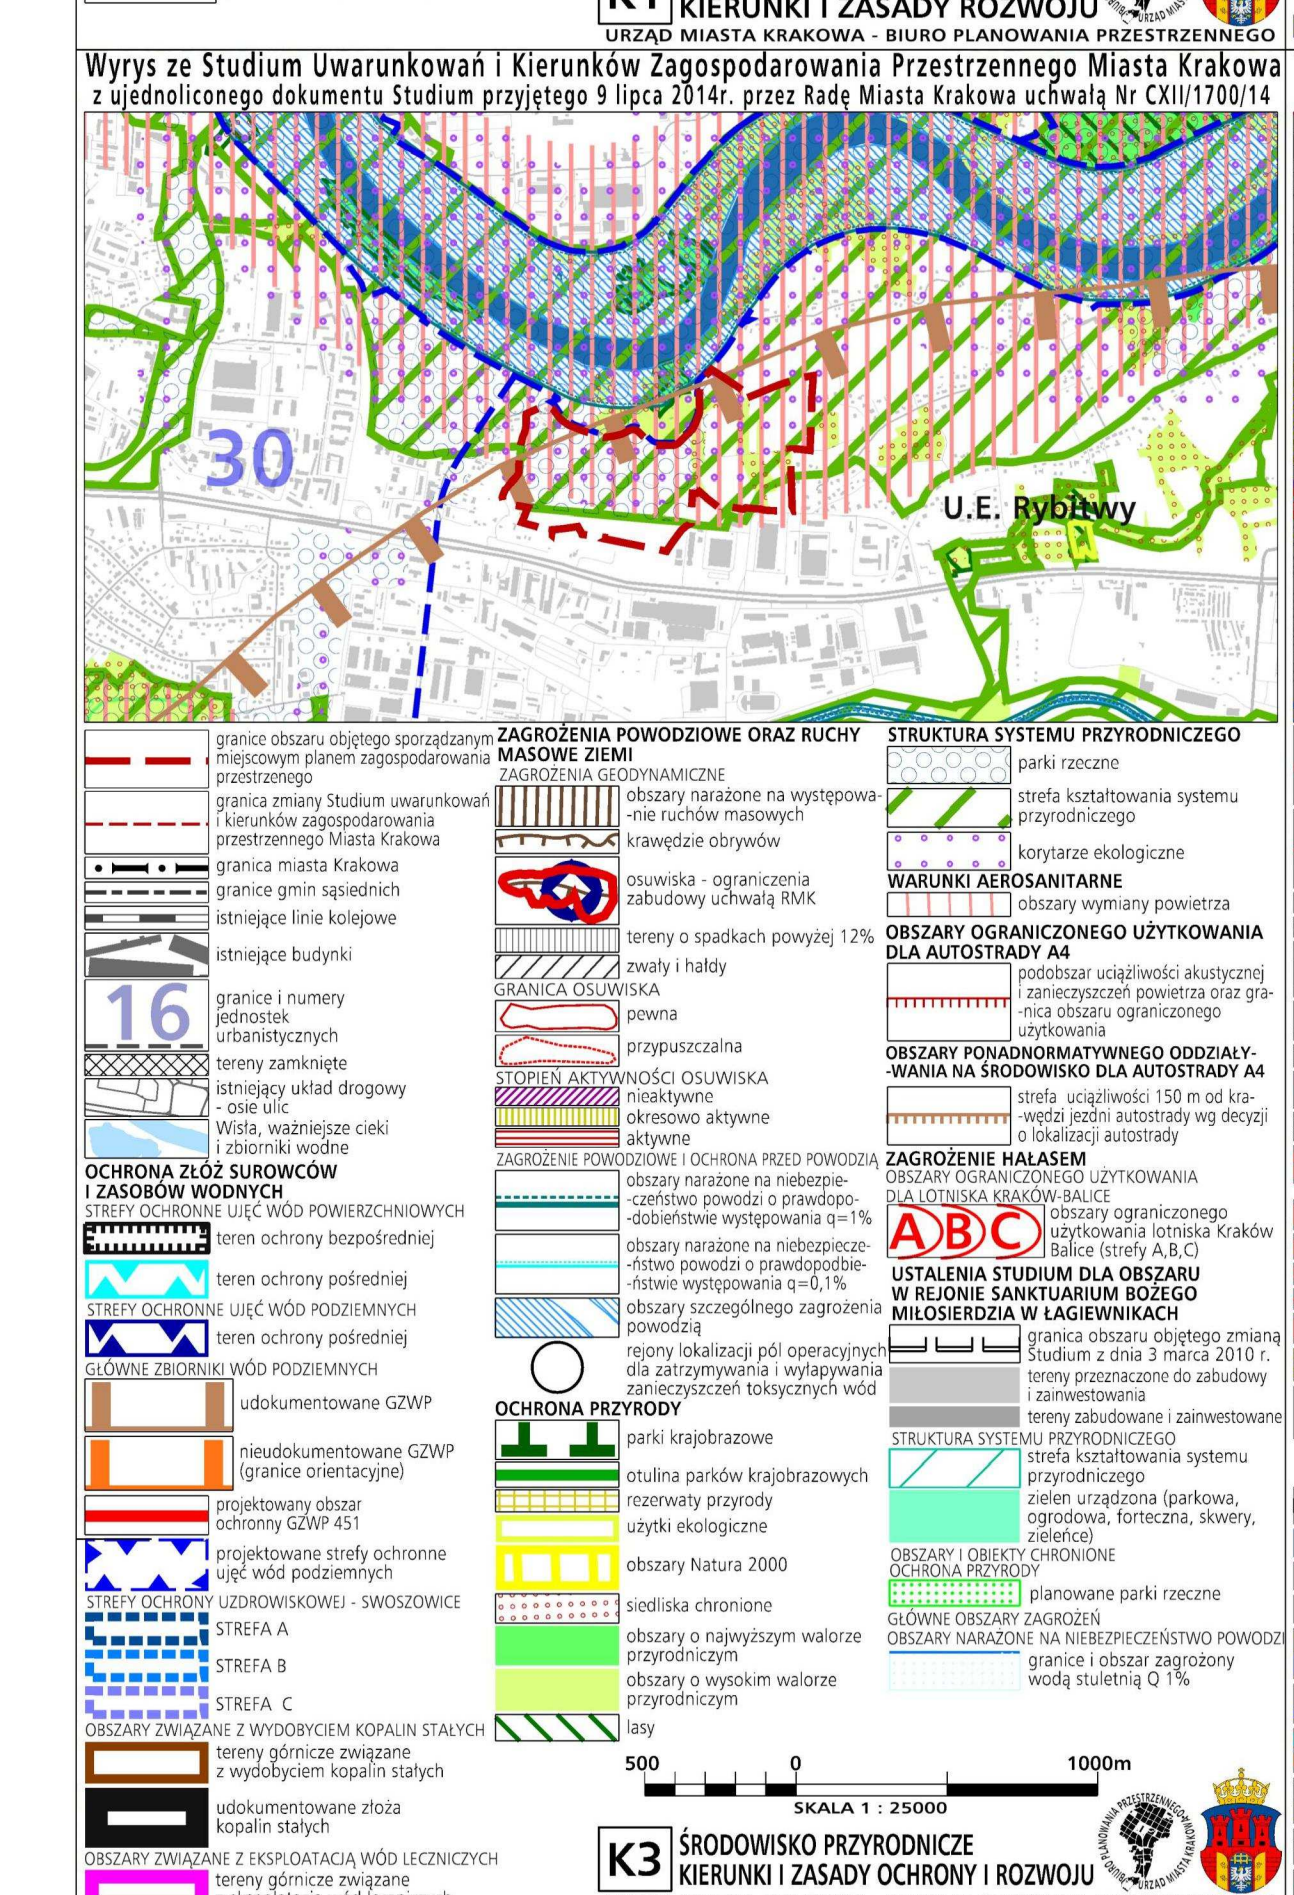 K1
KIERUNKI I ZASADY ROZWOJU
URZĄD MIASTA KRAKOWA - BIURO PLANOWANIA PRZESTRZENNEGO
Wyrys ze Studium Uwarunkowań i Kierunków Zagospodarowania Przestrzennego Miasta Krakowa
z ujednoliconego dokumentu Studium przyjętego 9 lipca 2014r. przez Radę Miasta Krakowa uchwałą Nr CXII/1700/14
30
U.E. Rybitwy
granice obszaru objętego sporządzanym
miejscowym planem zagospodarowania
przestrzenego
granica zmiany Studium uwarunkowań
i kierunków zagospodarowania
przestrzennego Miasta Krakowa
granica miasta Krakowa
granice gmin sąsiednich
istniejące linie kolejowe
istniejące budynki
16
granice i numery
jednostek
urbanistycznych
tereny zamknięte
istniejący układ drogowy
- osie ulic
Wisła, ważniejsze cieki
i zbiorniki wodne
OCHRONA ZŁÓŻ SUROWCÓW
I ZASOBÓW WODNYCH
STREFY OCHRONNE UJĘĆ WÓD POWIERZCHNIOWYCH
teren ochrony bezpośredniej
teren ochrony pośredniej
STREFY OCHRONNE UJĘĆ WÓD PODZIEMNYCH
teren ochrony pośredniej
GŁÓWNE ZBIORNIKI WÓD PODZIEMNYCH
udokumentowane GZWP
nieudokumentowane GZWP
(granice orientacyjne)
projektowany obszar
ochronny GZWP 451
projektowane strefy ochronne
ujęć wód podziemnych
STREFY OCHRONY UZDROWISKOWEJ - SWOSZOWICE
STREFA A
STREFA B
STREFA C
OBSZARY ZWIĄZANE Z WYDOBYCIEM KOPALIN STAŁYCH
tereny górnicze związane
z wydobyciem kopalin stałych
udokumentowane złoża
kopalin stałych
OBSZARY ZWIĄZANE Z EKSPLOATACJĄ WÓD LECZNICZYCH
tereny górnicze związane
ZAGROŻENIA POWODZIOWE ORAZ RUCHY
MASOWE ZIEMI
ZAGROŻENIA GEODYNAMICZNE
obszary narażone na występowa-
-nie ruchów masowych
krawędzie obrywów
osuwiska - ograniczenia
zabudowy uchwałą RMK
tereny o spadkach powyżej 12%
zwały i hałdy
GRANICA OSUWISKA
pewna
przypuszczalna
STOPIEŃ AKTYWNOŚCI OSUWISKA
nieaktywne
okresowo aktywne
aktywne
ZAGROŻENIE POWODZIOWE I OCHRONA PRZED POWODZIĄ
obszary narażone na niebezpie-
-czeństwo powodzi o prawdopo-
-dobieństwie występowania q=1%
obszary narażone na niebezpiecze-
-ństwo powodzi o prawdopodbie-
-ństwie występowania q=0,1%
obszary szczególnego zagrożenia
powodzią
rejony lokalizacji pól operacyjnych
dla zatrzymywania i wyłapywania
zanieczyszczeń toksycznych wód
OCHRONA PRZYRODY
parki krajobrazowe
otulina parków krajobrazowych
rezerwaty przyrody
użytki ekologiczne
obszary Natura 2000
siedliska chronione
obszary o najwyższym walorze
przyrodniczym
obszary o wysokim walorze
przyrodniczym
lasy
STRUKTURA SYSTEMU PRZYRODNICZEGO
parki rzeczne
strefa kształtowania systemu
przyrodniczego
korytarze ekologiczne
WARUNKI AEROSANITARNE
obszary wymiany powietrza
OBSZARY OGRANICZONEGO UŻYTKOWANIA
DLA AUTOSTRADY A4
podobszar uciążliwości akustycznej
i zanieczyszczeń powietrza oraz gra-
-nica obszaru ograniczonego
użytkowania
OBSZARY PONADNORMATYWNEGO ODDZIAŁY-
-WANIA NA ŚRODOWISKO DLA AUTOSTRADY A4
strefa uciążliwości 150 m od kra-
-wędzi jezdni autostrady wg decyzji
o lokalizacji autostrady
ZAGROŻENIE HAŁASEM
OBSZARY OGRANICZONEGO UŻYTKOWANIA
DLA LOTNISKA KRAKÓW-BALICE
A B C
obszary ograniczonego
użytkowania lotniska Kraków
Balice (strefy A,B,C)
USTALENIA STUDIUM DLA OBSZARU
W REJONIE SANKTUARIUM BOŻEGO
MIŁOSIERDZIA W ŁAGIEWNIKACH
granica obszaru objętego zmianą
Studium z dnia 3 marca 2010 r.
tereny przeznaczone do zabudowy
i zainwestowania
tereny zabudowane i zainwestowane
STRUKTURA SYSTEMU PRZYRODNICZEGO
strefa kształtowania systemu
przyrodniczego
zielen urządzona (parkowa,
ogrodowa, forteczna, skwery,
zieleńce)
OBSZARY I OBIEKTY CHRONIONE
OCHRONA PRZYRODY
planowane parki rzeczne
GŁÓWNE OBSZARY ZAGROŻEŃ
OBSZARY NARAŻONE NA NIEBEZPIECZEŃSTWO POWODZI
granice i obszar zagrożony
wodą stuletnią Q 1%
500 0 1000m
SKALA 1 : 25000
K3
ŚRODOWISKO PRZYRODNICZE
KIERUNKI I ZASADY OCHRONY I ROZWOJU
BIURO PLANOWANIA PRZESTRZENNEGO
URZĄD MIASTA KRAKOWA